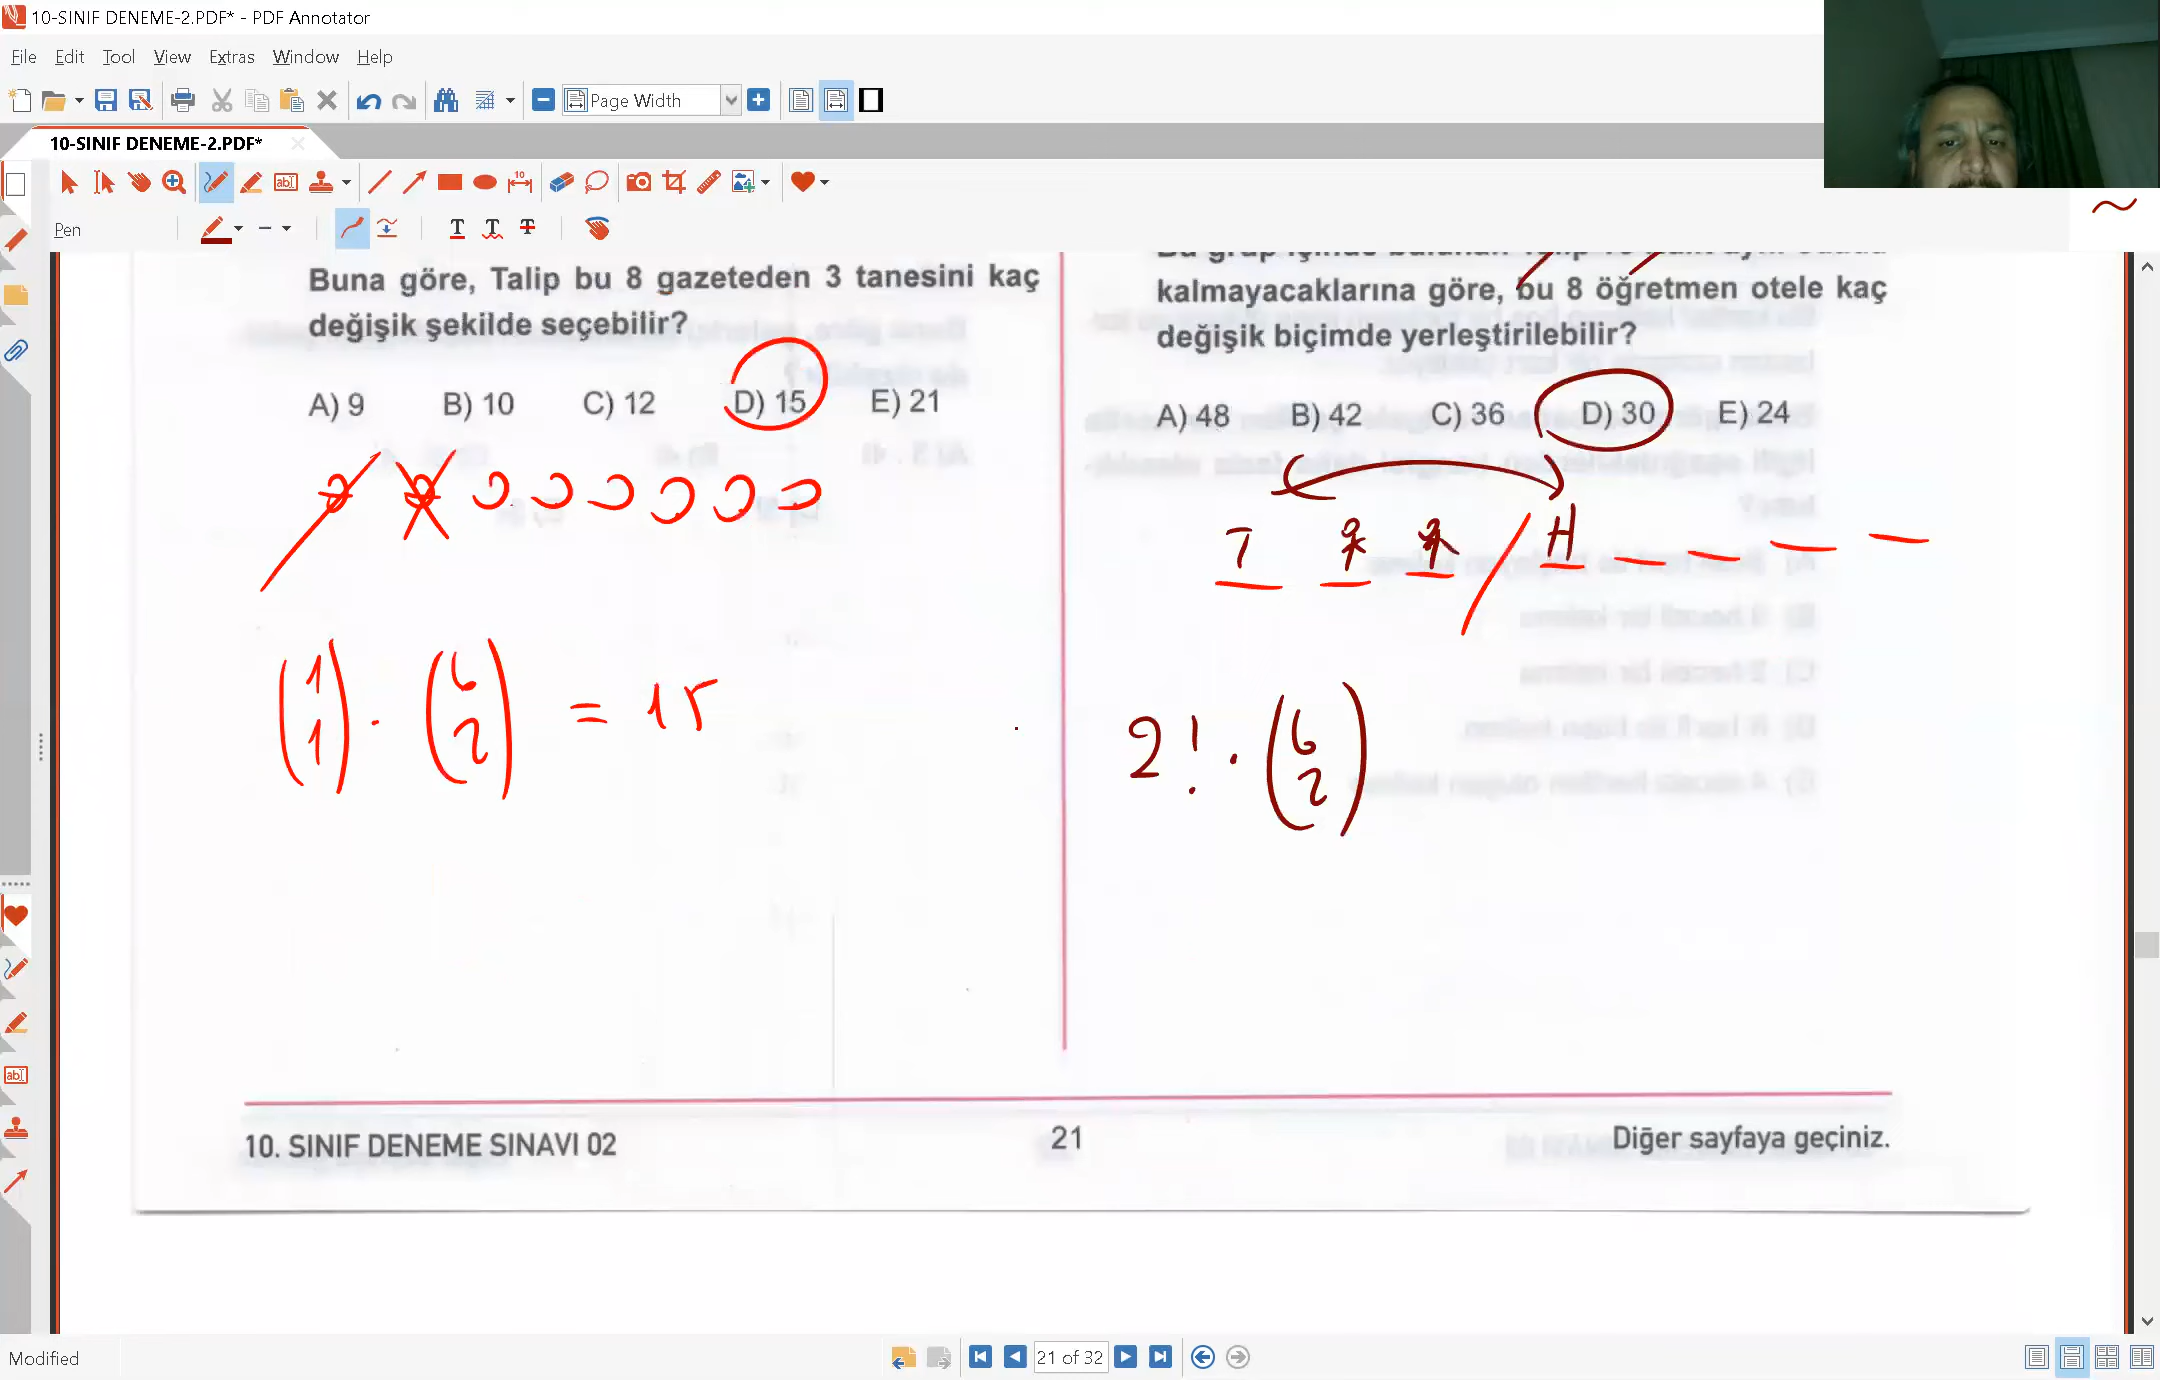 10-SINIF DENEME-2.PDF* - PDF Annotator
File Edit Tool View Extras Window Help
Page Width
10-SINIF DENEME-2.PDF*
Pen
Buna göre, Talip bu 8 gazeteden 3 tanesini kaç
değişik şekilde seçebilir?
A) 9 B) 10 C) 12 D) 15 E) 21
(1 1) . (6 2) = 15
kalmayacaklarına göre, bu 8 öğretmen otele kaç
değişik biçimde yerleştirilebilir?
A) 48 B) 42 C) 36 D) 30 E) 24
T / H
2! . (6 2)
10. SINIF DENEME SINAVI 02
21
Diğer sayfaya geçiniz.
Modified
21 of 32